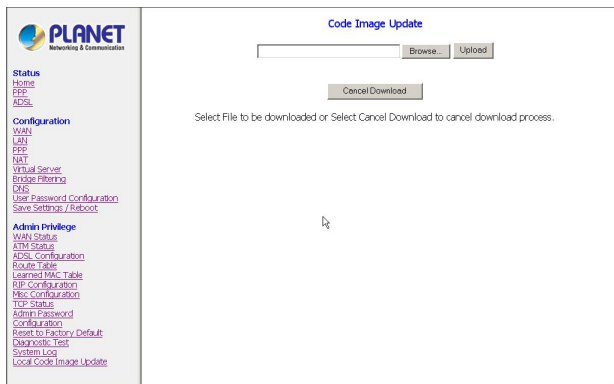 PLANET
Networking & Communication
Status
Home
PPP
ADSL
Configuration
WAN
LAN
PPP
NAT
Virtual Server
Bridge Filtering
DNS
User Password Configuration
Save Settings / Reboot
Admin Privilege
WAN Status
ATM Status
ADSL Configuration
Route Table
Learned MAC Table
RIP Configuration
Misc Configuration
TCP Status
Admin Password
Configuration
Reset to Factory Default
Diagnostic Test
System Log
Local Code Image Update
Code Image Update
Browse... Upload
Cancel Download
Select File to be downloaded or Select Cancel Download to cancel download process.